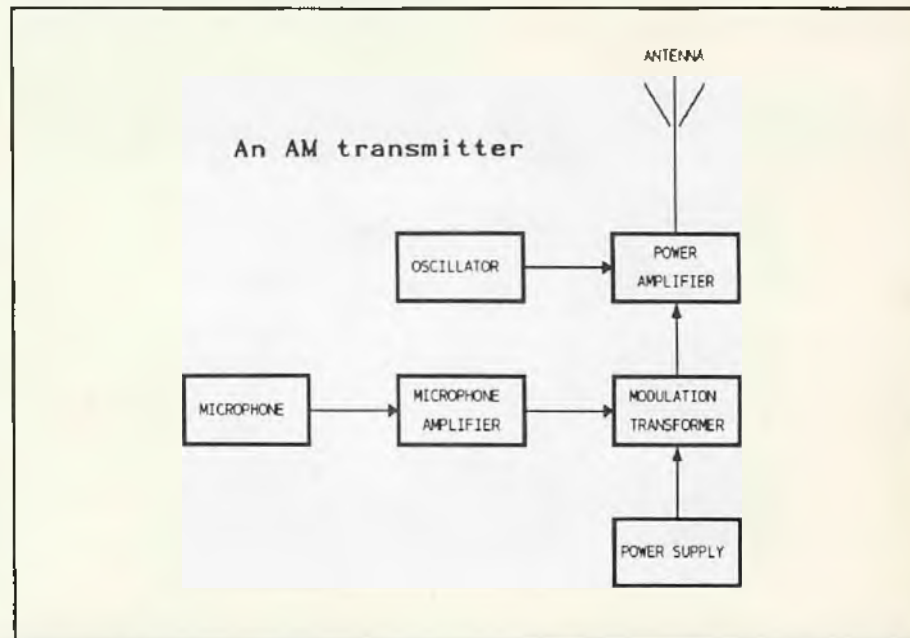 ANTENNA
An AM transmitter
OSCILLATOR
POWER
AMPLIFIER
MICROPHONE
MICROPHONE
AMPLIFIER
MODULATION
TRANSFORMER
POWER SUPPLY